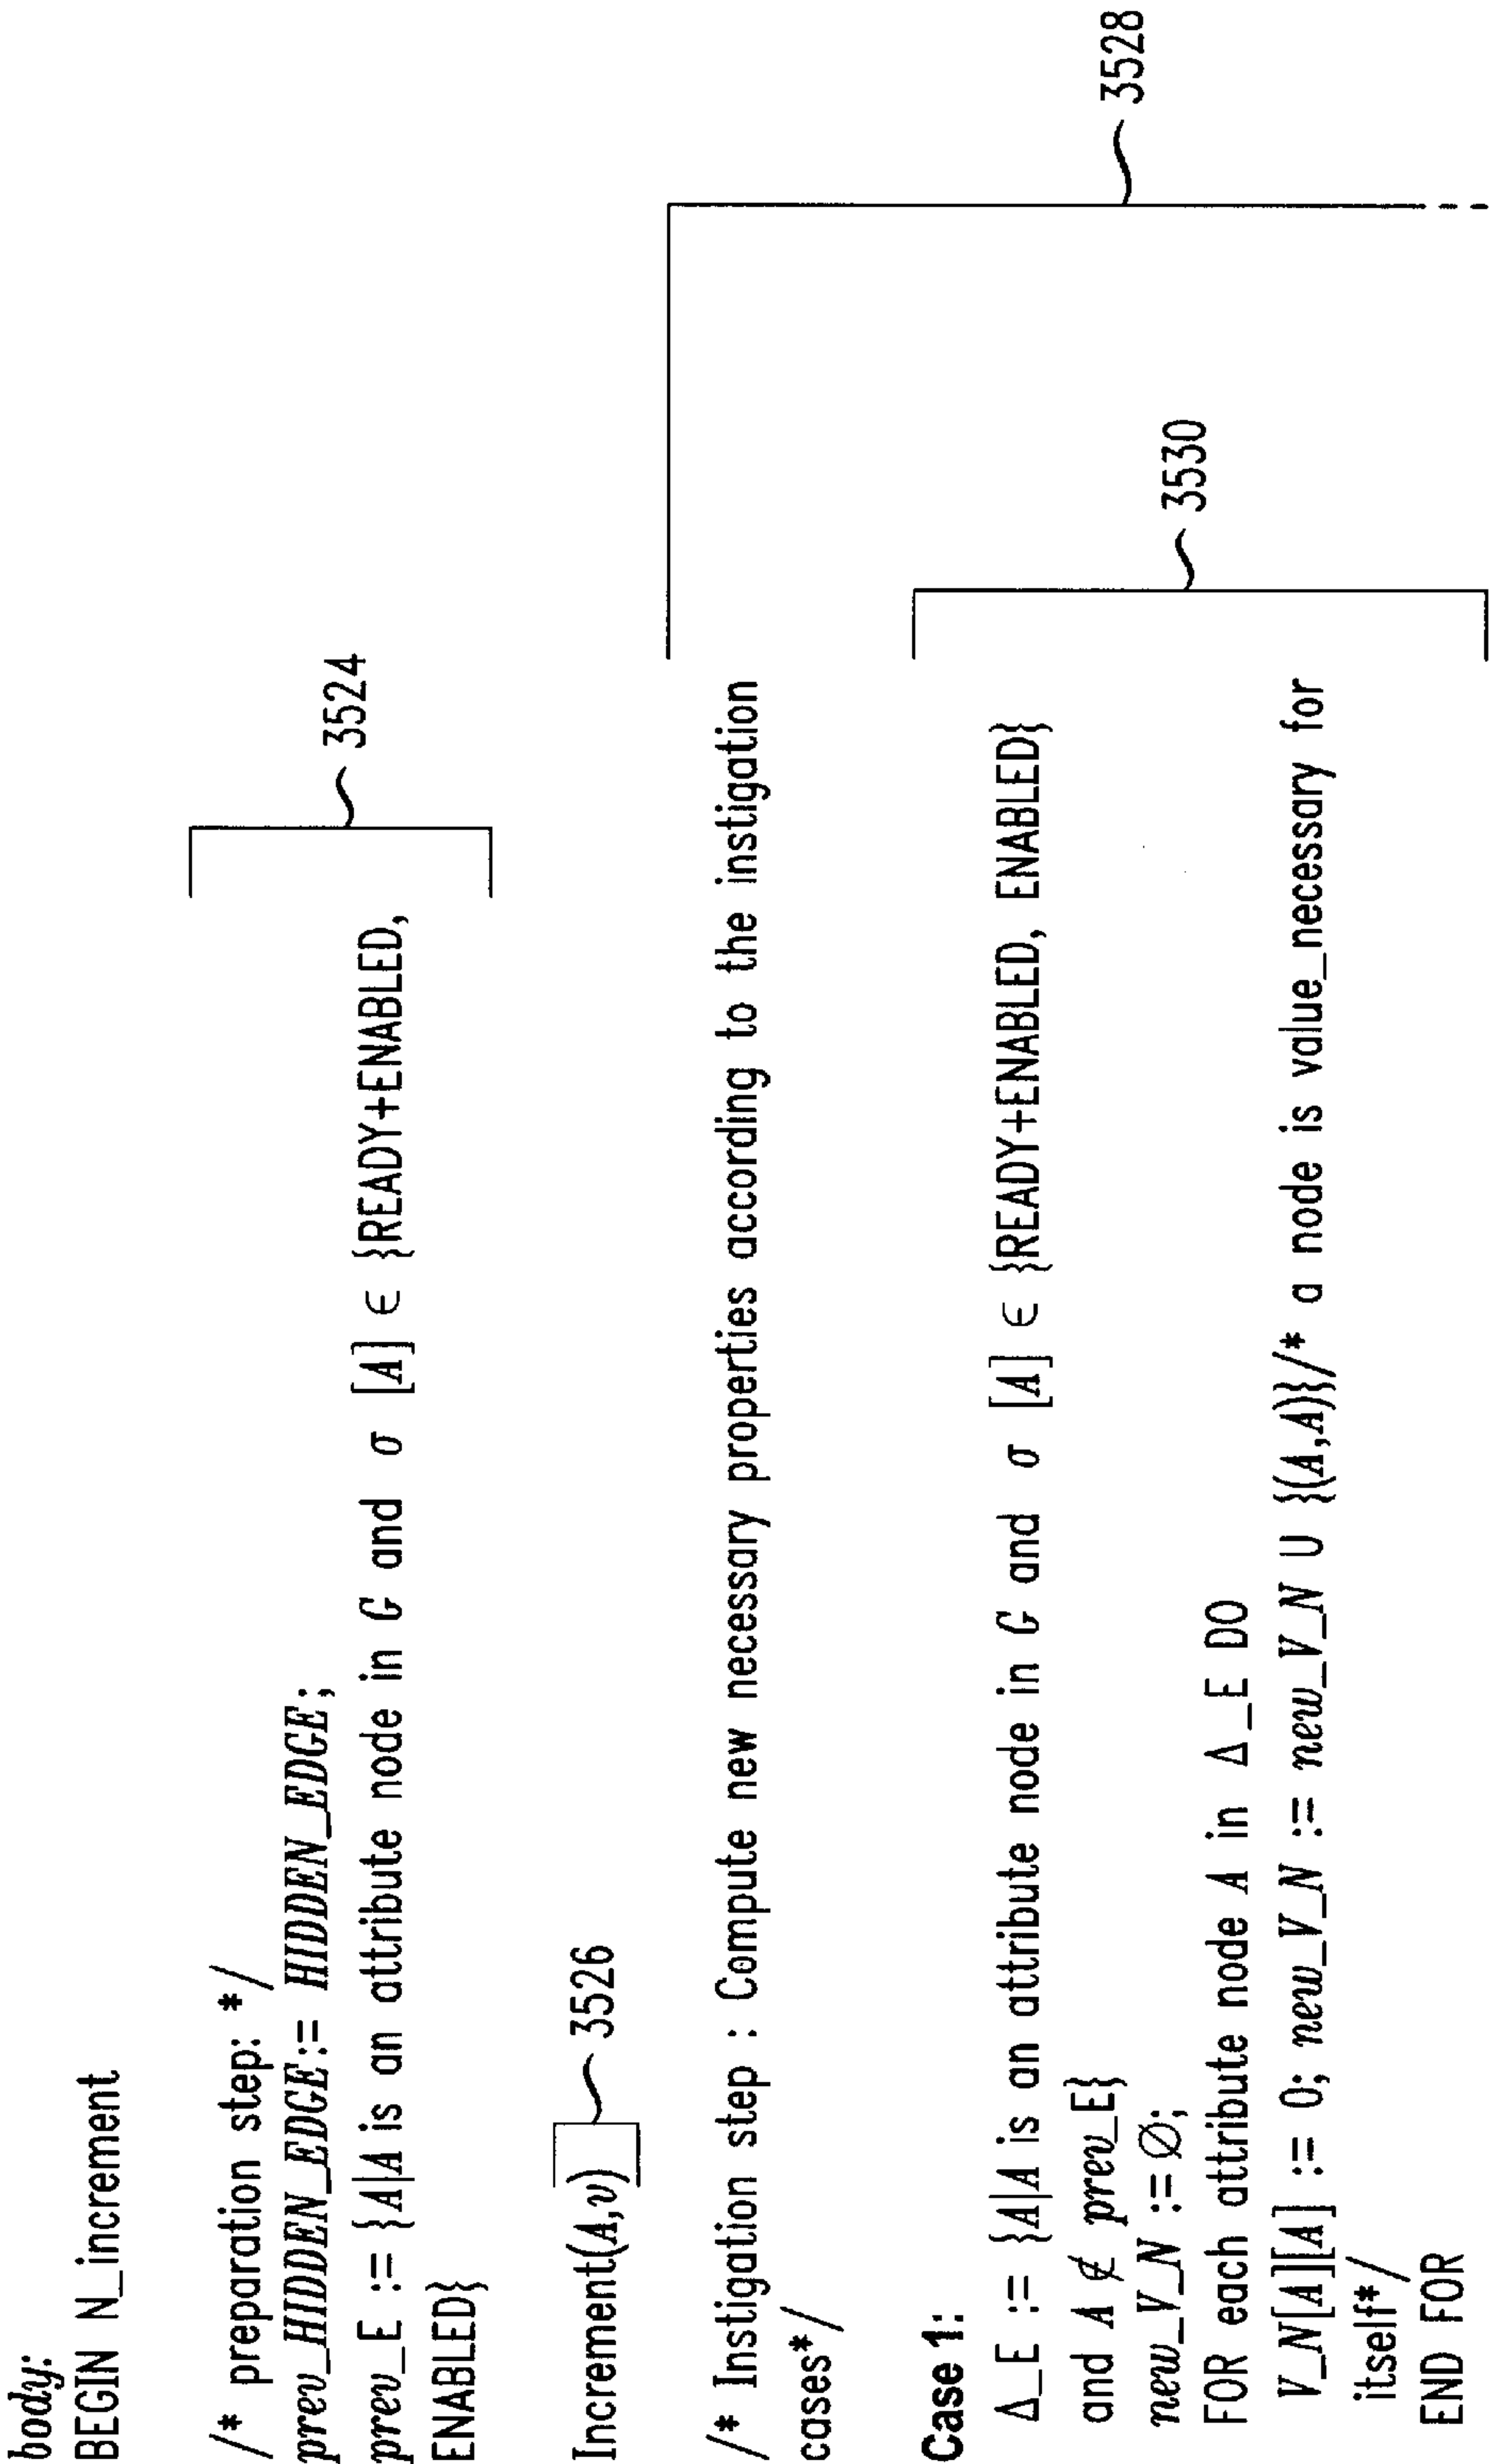 body:
BEGIN N_increment
/* preparation step: */
prev_HIDDEN_EDGE:= HIDDEN_EDGE;
prev_E := {A|A is an attribute node in G and σ [A] ∈ {READY+ENABLED,
ENABLED}
3524
Increment(A,v)
3526
/* Instigation step : Compute new necessary properties according to the instigation
cases*/
3528
Case 1:
Δ_E := {A|A is an attribute node in G and σ [A] ∈ {READY+ENABLED, ENABLED}
and A ∉ prev_E}
new_V_N := ∅;
FOR each attribute node A in Δ_E DO
V_N[A][A] := 0; new_V_N := new_V_N ∪ {(A,A)}/* a node is value_necessary for
itself*/
END FOR
3530